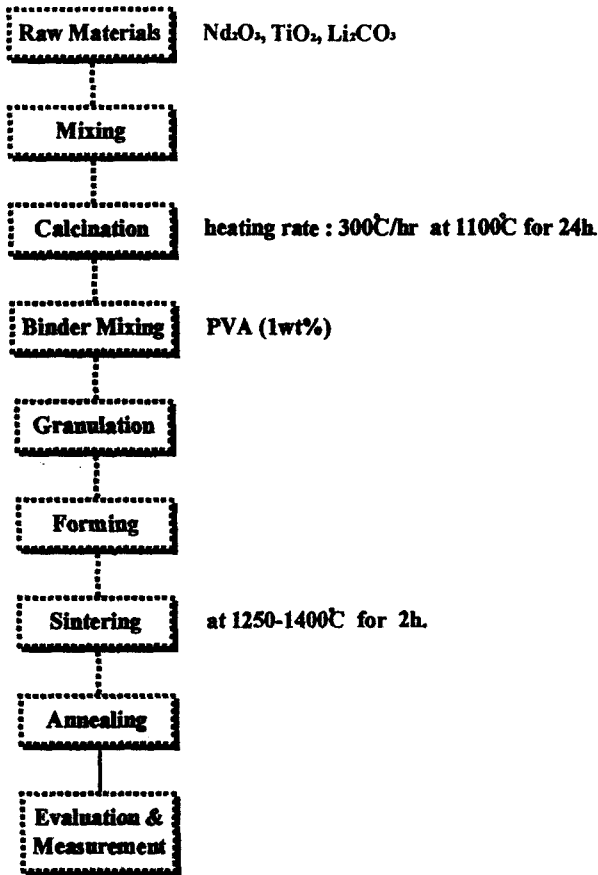 Raw Materials Nd₂O₃, TiO₂, Li₂CO₃
Mixing
Calcination heating rate : 300℃/hr at 1100℃ for 24h.
Binder Mixing PVA (1wt%)
Granulation
Forming
Sintering at 1250-1400℃ for 2h.
Annealing
Evaluation &
Measurement